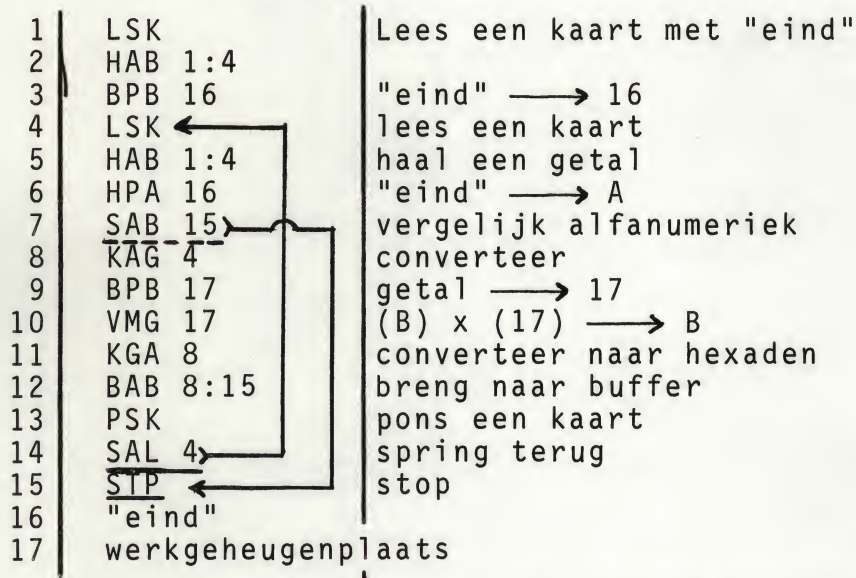 1 LSK Lees een kaart met "eind"
2 HAB 1:4
3 BPB 16 "eind" → 16
4 LSK lees een kaart
5 HAB 1:4 haal een getal
6 HPA 16 "eind" → A
7 SAB 15 vergelijk alfanumeriek
8 KAG 4 converteer
9 BPB 17 getal → 17
10 VMG 17 (B) x (17) → B
11 KGA 8 converteer naar hexaden
12 BAB 8:15 breng naar buffer
13 PSK pons een kaart
14 SAL 4 spring terug
15 STP stop
16 "eind"
17 werkgeheugenplaats